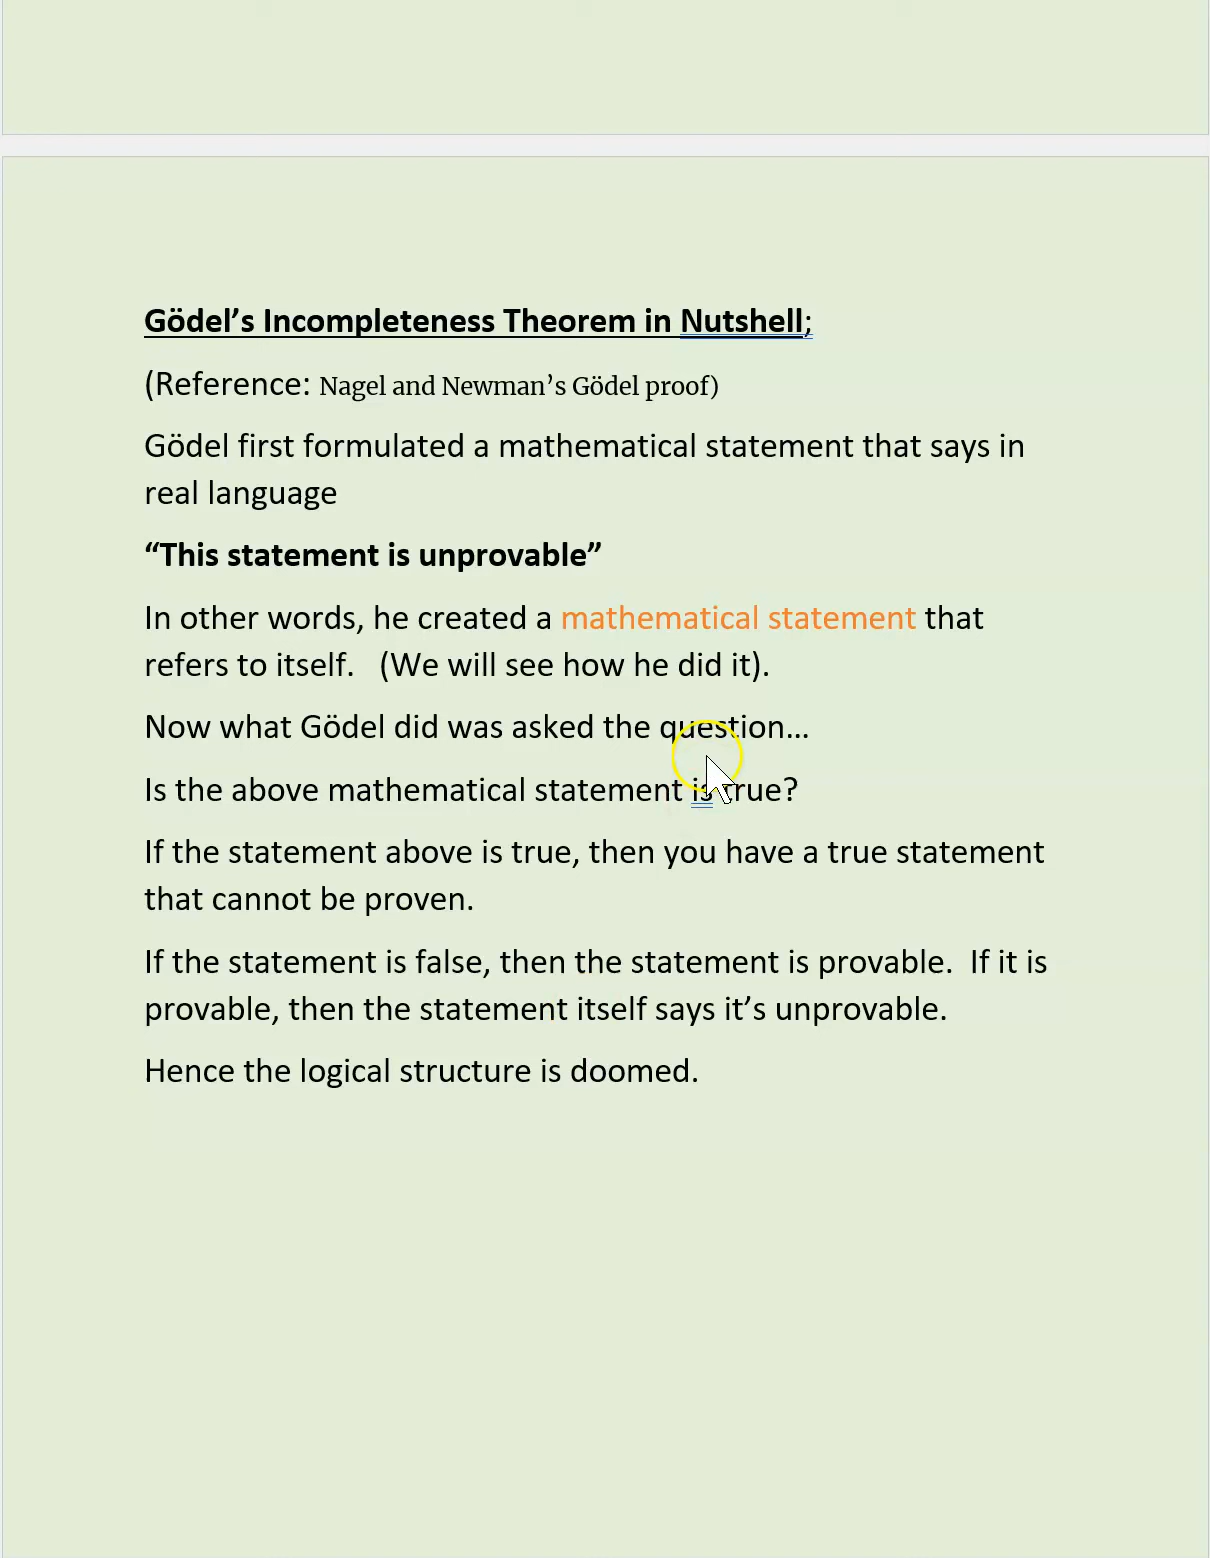 Gödel’s Incompleteness Theorem in Nutshell;
(Reference: Nagel and Newman’s Gödel proof)
Gödel first formulated a mathematical statement that says in
real language
“This statement is unprovable”
In other words, he created a mathematical statement that
refers to itself.   (We will see how he did it).
Now what Gödel did was asked the question...
Is the above mathematical statement is true?
If the statement above is true, then you have a true statement
that cannot be proven.
If the statement is false, then the statement is provable.  If it is
provable, then the statement itself says it’s unprovable.
Hence the logical structure is doomed.